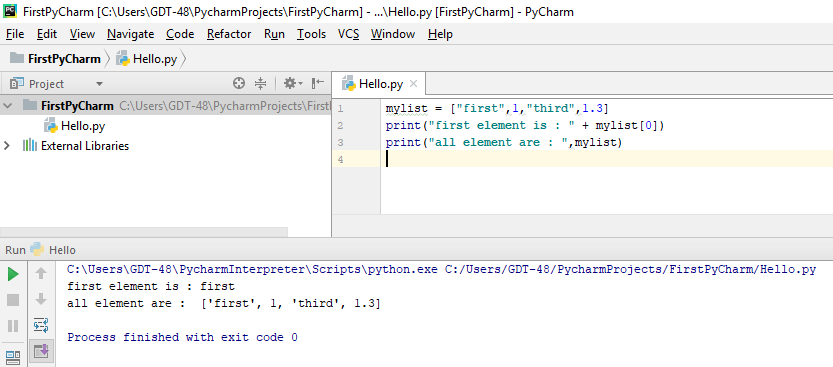 FirstPyCharm [C:\Users\GDT-48\PycharmProjects\FirstPyCharm] - ...\Hello.py [FirstPyCharm] - PyCharm
File Edit View Navigate Code Refactor Run Tools VCS Window Help
FirstPyCharm Hello.py
Project
FirstPyCharm C:\Users\GDT-48\PycharmProjects\First
Hello.py
External Libraries
Hello.py
1 mylist = ["first",1,"third",1.3]
2 print("first element is : " + mylist[0])
3 print("all element are : ",mylist)
4
Run Hello
C:\Users\GDT-48\PycharmInterpreter\Scripts\python.exe C:/Users/GDT-48/PycharmProjects/FirstPyCharm/Hello.py
first element is : first
all element are :  ['first', 1, 'third', 1.3]
Process finished with exit code 0